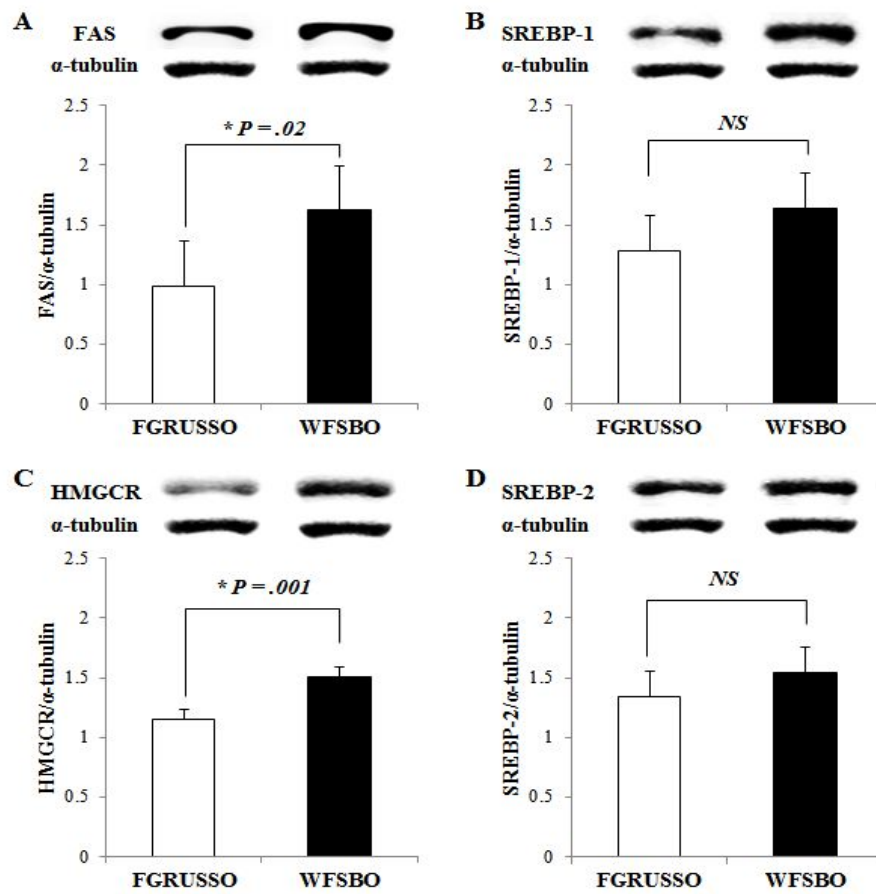 A
FAS
α-tubulin
2.5
2
1.5
1
0.5
0
FAS/α-tubulin
* P = .02
FGRUSSO
WFSBO
B
SREBP-1
α-tubulin
2.5
2
1.5
1
0.5
0
SREBP-1/α-tubulin
NS
FGRUSSO
WFSBO
C
HMGCR
α-tubulin
2.5
2
1.5
1
0.5
0
HMGCR/α-tubulin
* P = .001
FGRUSSO
WFSBO
D
SREBP-2
α-tubulin
2.5
2
1.5
1
0.5
0
SREBP-2/α-tubulin
NS
FGRUSSO
WFSBO